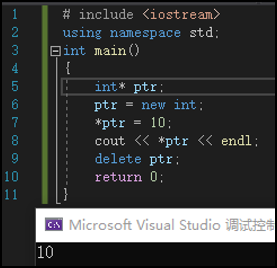 1 # include <iostream>
2 using namespace std;
3 int main()
4 {
5 int* ptr;
6 ptr = new int;
7 *ptr = 10;
8 cout << *ptr << endl;
9 delete ptr;
10 return 0;
11 }
Microsoft Visual Studio 调试控
10